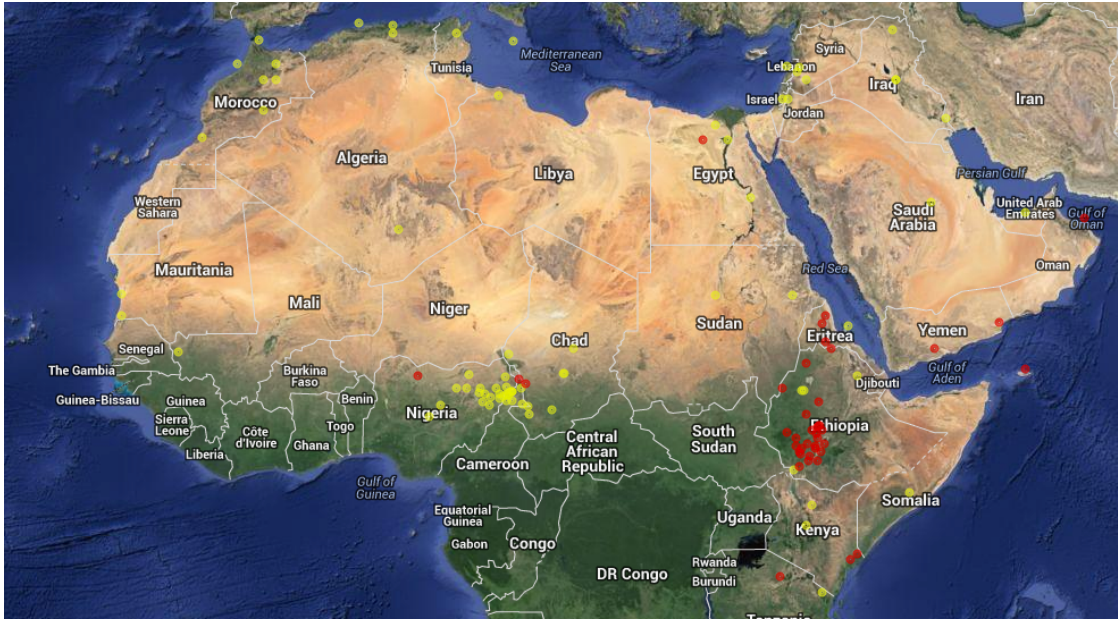 Mediterranean
Sea
Syria
Tunisia
Lebanon
Iraq
Iran
Morocco
Israel
Jordan
Algeria
Libya
Egypt
Persian Gulf
Western
Sahara
Saudi
Arabia
United Arab
Emirates
Gulf of
Oman
Mauritania
Red Sea
Oman
Mali
Niger
Chad
Sudan
Eritrea
Yemen
Senegal
The Gambia
Burkina
Faso
Gulf of
Aden
Djibouti
Guinea-Bissau
Guinea
Benin
Nigeria
Sierra
Leone
Côte
d'Ivoire
Ghana
Togo
Ethiopia
South
Sudan
Central
African
Republic
Liberia
Cameroon
Gulf of
Guinea
Somalia
Equatorial
Guinea
Uganda
Kenya
Gabon
Congo
Rwanda
DR Congo
Burundi
Tanzania